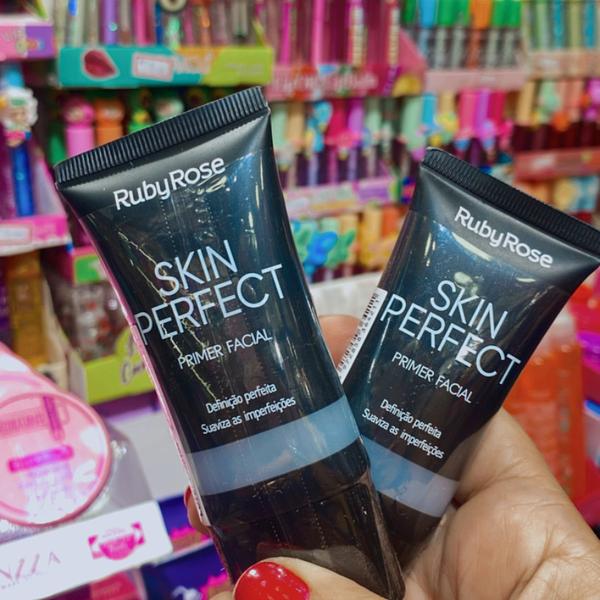 RubyRose
SKIN
PERFECT
PRIMER FACIAL
Definição perfeita
Suaviza as imperfeições
RubyRose
SKIN
PERFECT
PRIMER FACIAL
Definição perfeita
Suaviza as imperfeições